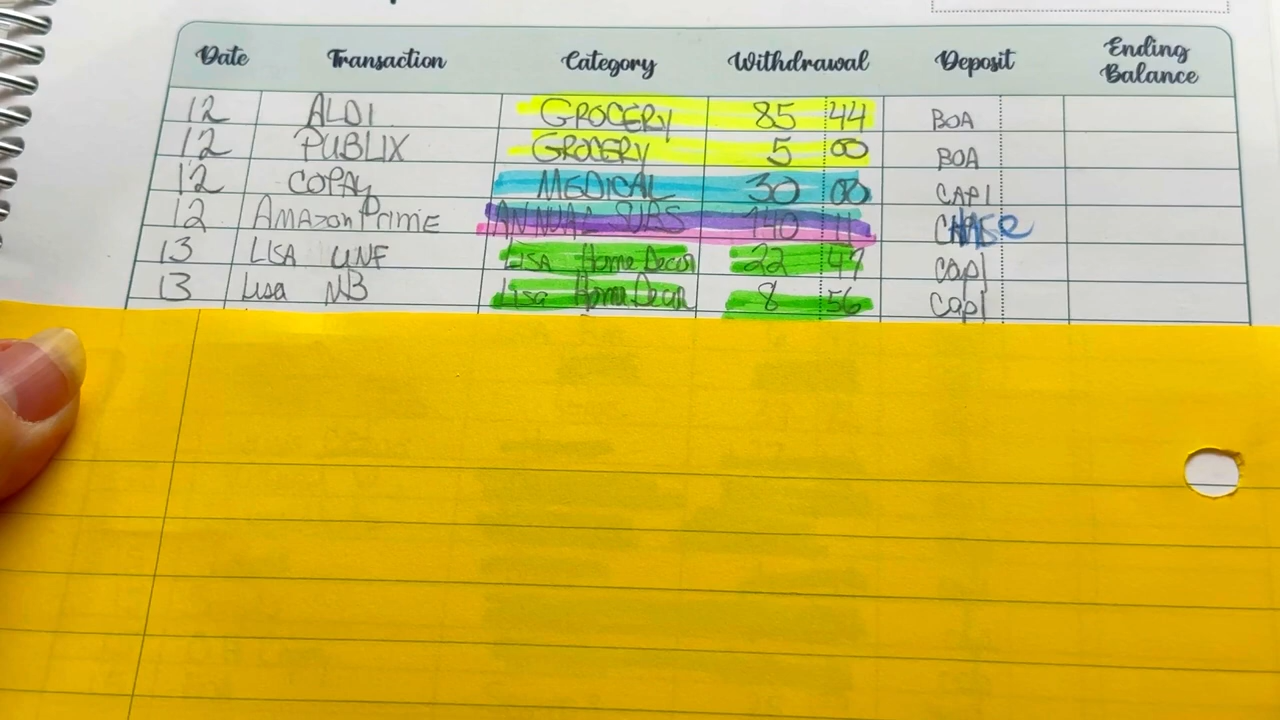 Date Transaction Category Withdrawal Deposit Ending Balance
12 ALDI GROCERY 85 44 BOA
12 PUBLIX GROCERY 5 00 BOA
12 COPAY MEDICAL 30 00 CAP1
12 Amazon Prime ANNUAL SUBS 140 11 CHASe
13 LISA UNF Lisa Home Decor 22 47 cap1
13 Lisa NB Lisa Home Decor 8 56 Cap1